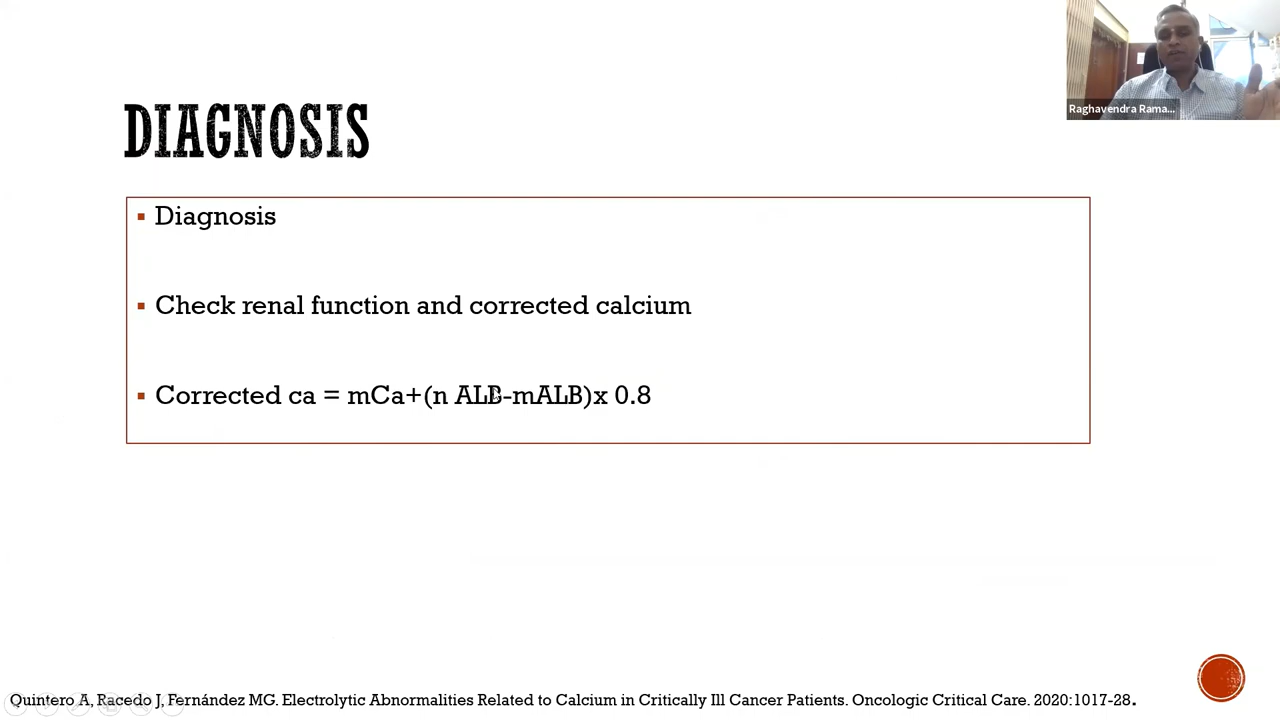 Raghavendra Rama...
DIAGNOSIS
Diagnosis
Check renal function and corrected calcium
Corrected ca = mCa+(n ALB-mALB)x 0.8
Quintero A, Racedo J, Fernández MG. Electrolytic Abnormalities Related to Calcium in Critically Ill Cancer Patients. Oncologic Critical Care. 2020:1017-28.